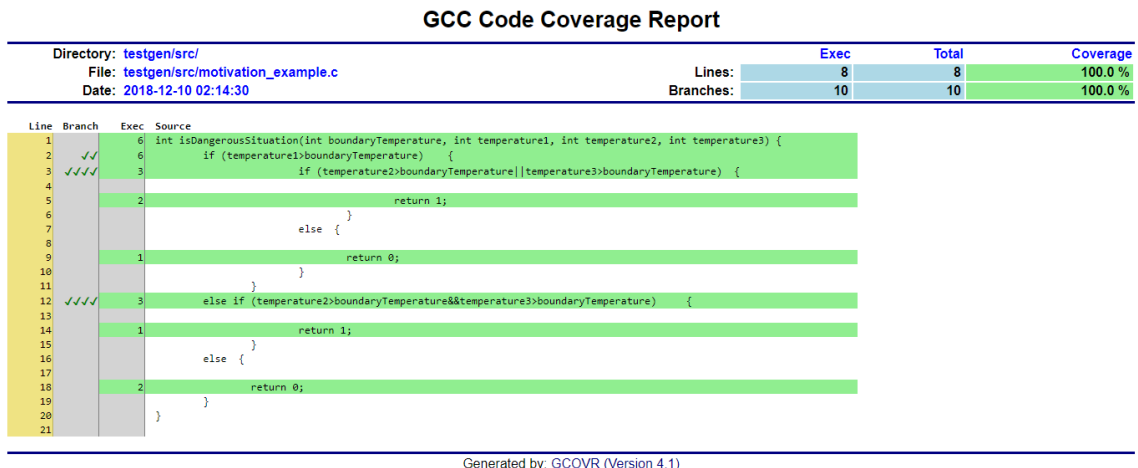 GCC Code Coverage Report
Directory: testgen/src/ Exec Total Coverage
File: testgen/src/motivation_example.c Lines: 8 8 100.0 %
Date: 2018-12-10 02:14:30 Branches: 10 10 100.0 %
Line Branch Exec Source
1 6 int isDangerousSituation(int boundaryTemperature, int temperature1, int temperature2, int temperature3) {
2 ✓✓ 6 if (temperature1>boundaryTemperature) {
3 ✓✓✓✓ 3 if (temperature2>boundaryTemperature||temperature3>boundaryTemperature) {
4
5 2 return 1;
6 }
7 else {
8
9 1 return 0;
10 }
11 }
12 ✓✓✓✓ 3 else if (temperature2>boundaryTemperature&&temperature3>boundaryTemperature) {
13
14 1 return 1;
15 }
16 else {
17
18 2 return 0;
19 }
20 }
21
Generated by: GCOVR (Version 4.1)